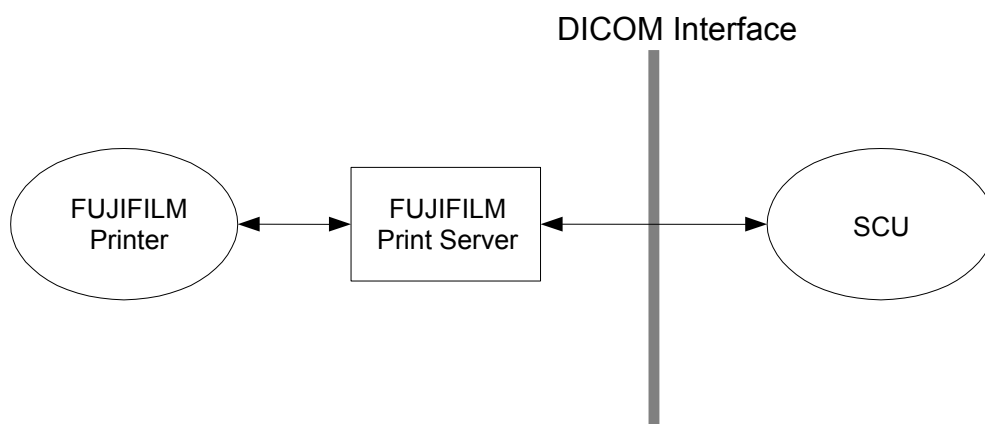 DICOM Interface
FUJIFILM
Printer
FUJIFILM
Print Server
SCU